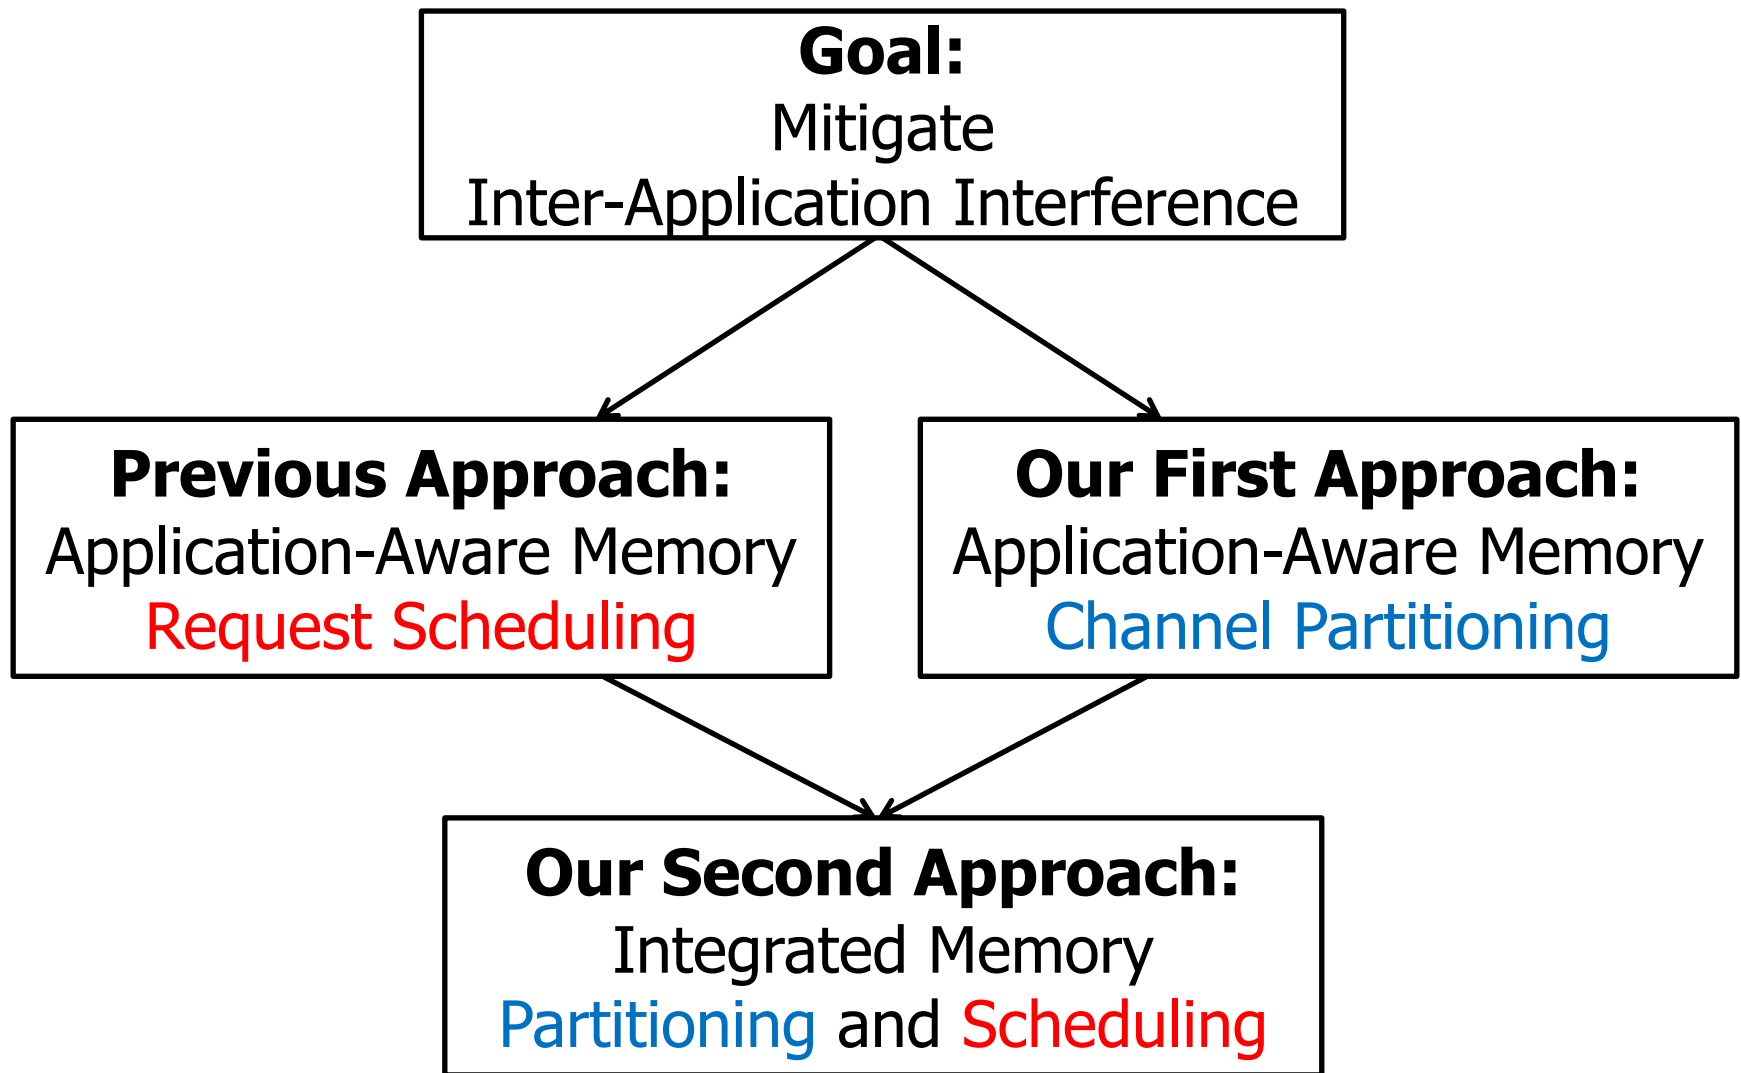 Goal:
Mitigate
Inter-Application Interference
Previous Approach:
Application-Aware Memory
Request Scheduling
Our First Approach:
Application-Aware Memory
Channel Partitioning
Our Second Approach:
Integrated Memory
Partitioning and Scheduling